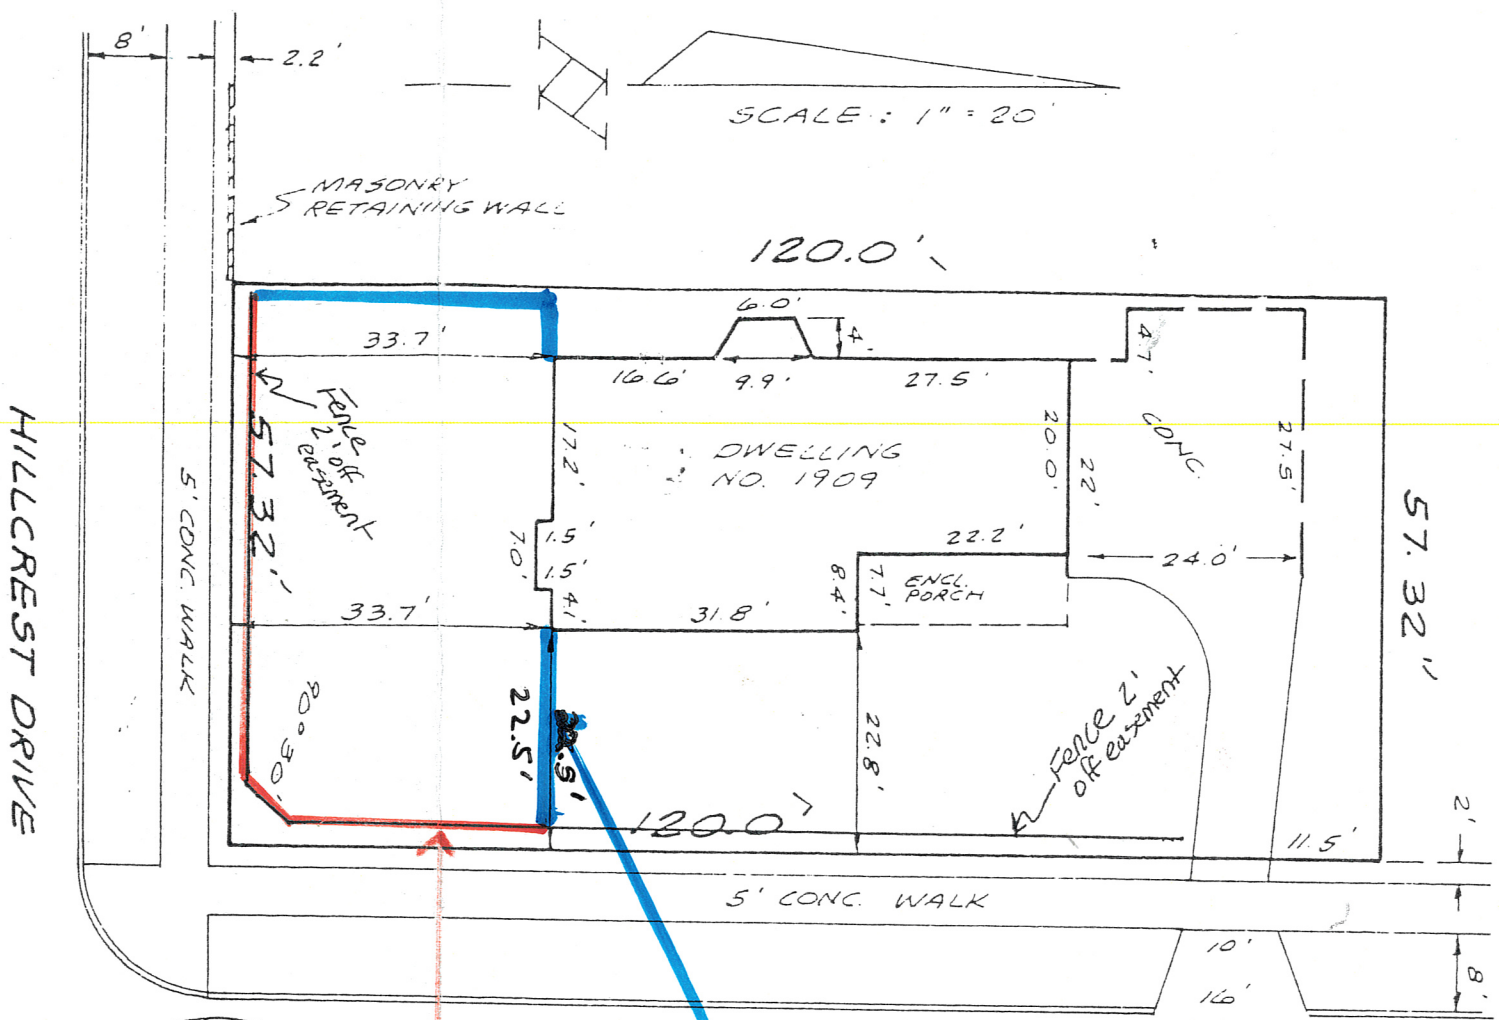 8'
2.2'
SCALE : 1" = 20'
MASONRY
RETAINING WALL
120.0'
6.0'
4'
4.7'
33.7'
16.6'
9.9'
27.5'
Fence
2' off
easement
57.32'
17.2'
DWELLING
NO. 1909
20.0'
22'
CONC.
27.5'
57.32'
HILLCREST DRIVE
5' CONC. WALK
7.0'
1.5'
1.5'
4.1'
22.2'
24.0'
8.4'
7.7'
ENCL.
PORCH
33.7'
31.8'
90° 30'
22.5'
22.8'
Fence 2'
off easement
120.0'
11.5'
2'
5' CONC. WALK
10'
16'
8'